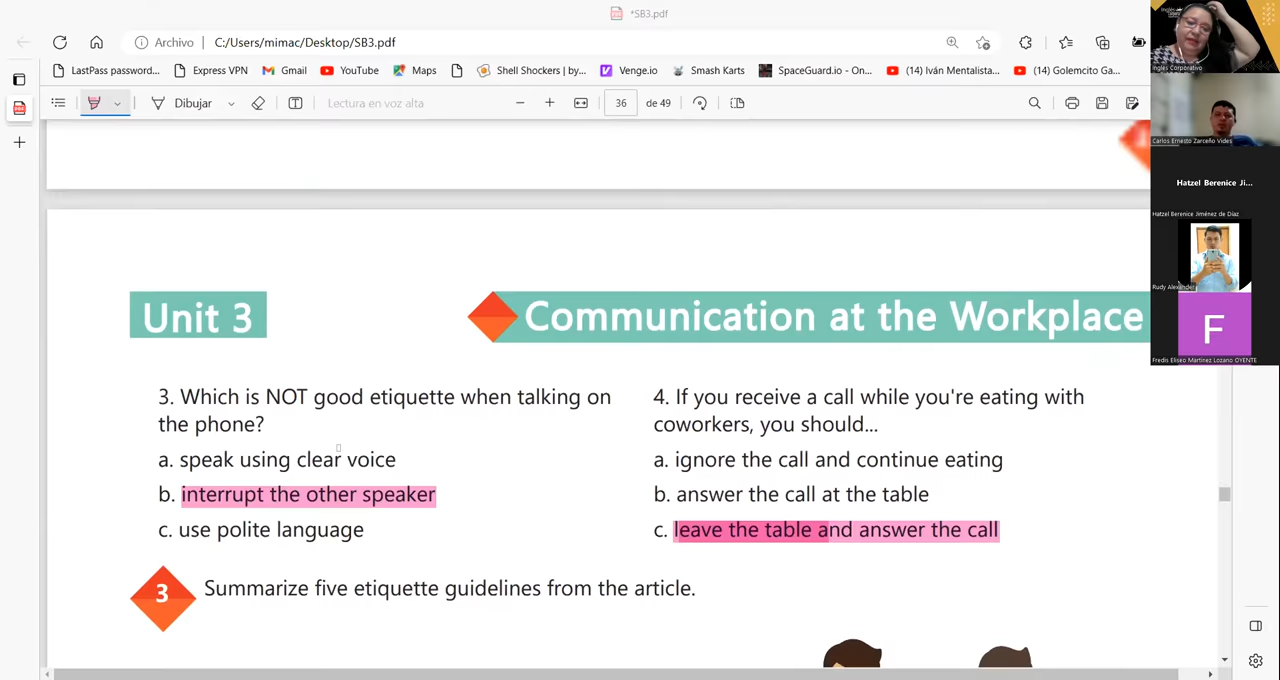 *SB3.pdf
Archivo
C:/Users/mimac/Desktop/SB3.pdf
LastPass password...
Express VPN
Gmail
YouTube
Maps
Shell Shockers | by...
Venge.io
Smash Karts
SpaceGuard.io - On...
(14) Iván Mentalista...
(14) Golemcito Ga...
Dibujar
Lectura en voz alta
36
de 49
Inglés Corporativo
Carlos Ernesto Zarceño Vides
Hatzel Berenice Ji...
Hatzel Berenice Jiménez de Díaz
Rudy Alexander
F
Fredis Eliseo Martinez Lozano OYENTE
Unit 3
Communication at the Workplace
3. Which is NOT good etiquette when talking on
the phone?
a. speak using clear voice
b. interrupt the other speaker
c. use polite language
4. If you receive a call while you're eating with
coworkers, you should...
a. ignore the call and continue eating
b. answer the call at the table
c. leave the table and answer the call
3
Summarize five etiquette guidelines from the article.